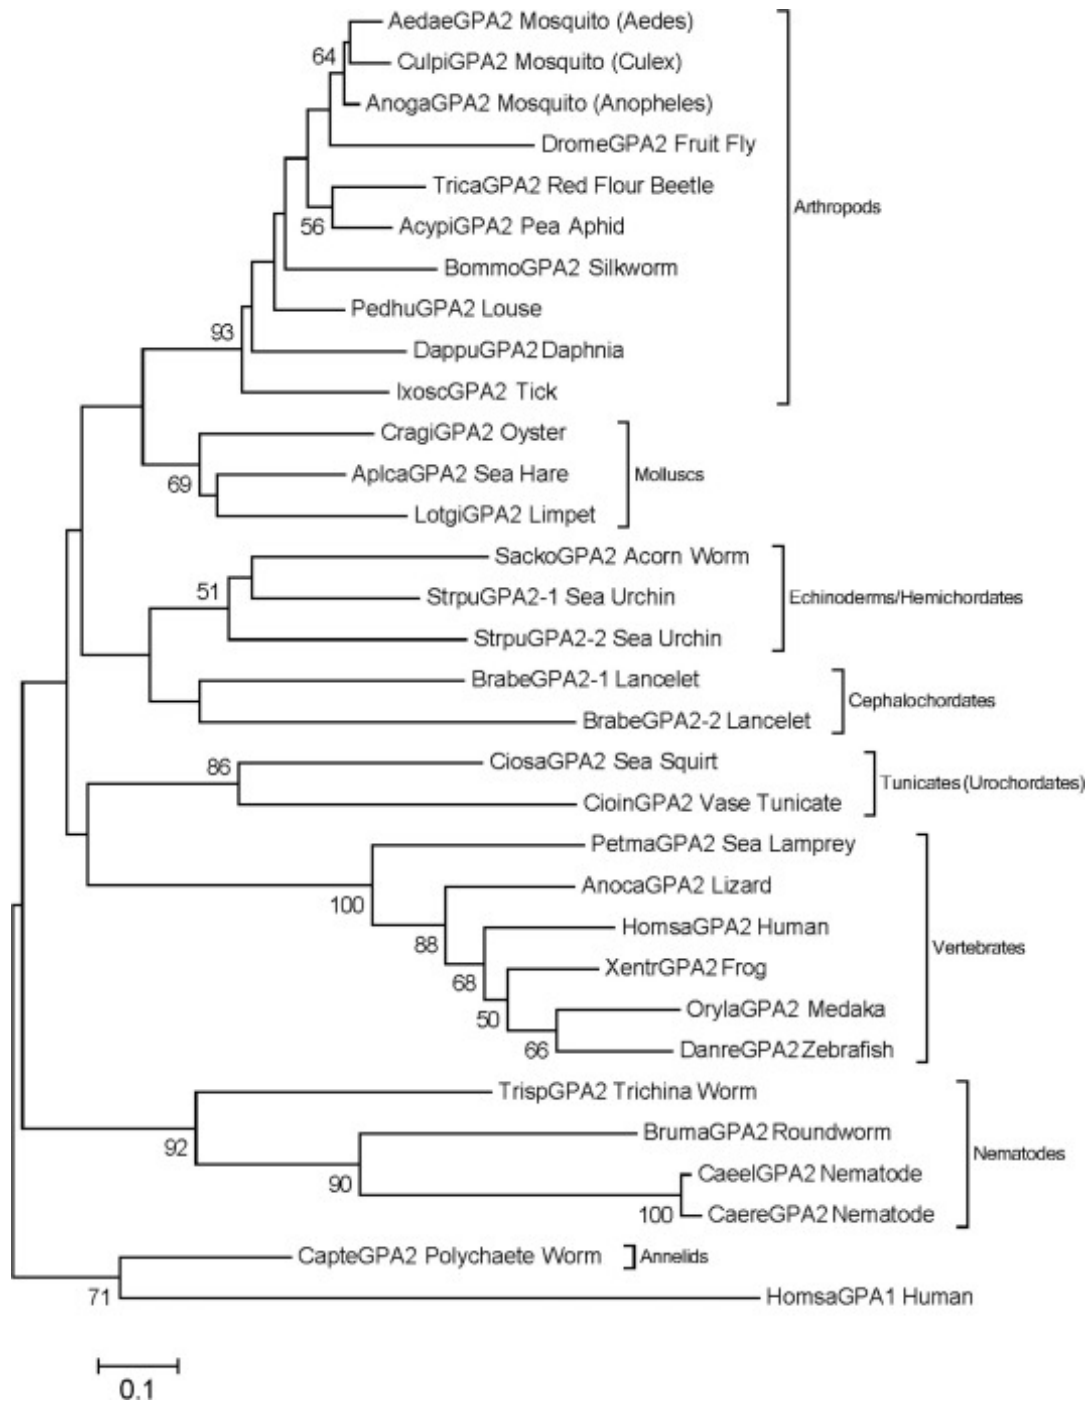 AedaeGPA2 Mosquito (Aedes)
64
CulpiGPA2 Mosquito (Culex)
AnogaGPA2 Mosquito (Anopheles)
DromeGPA2 Fruit Fly
TricaGPA2 Red Flour Beetle
Arthropods
56
AcypiGPA2 Pea Aphid
BommoGPA2 Silkworm
PedhuGPA2 Louse
93
DappuGPA2 Daphnia
IxoscGPA2 Tick
CragiGPA2 Oyster
AplcaGPA2 Sea Hare
Molluscs
69
LotgiGPA2 Limpet
SackoGPA2 Acorn Worm
51
StrpuGPA2-1 Sea Urchin
Echinoderms/Hemichordates
StrpuGPA2-2 Sea Urchin
BrabeGPA2-1 Lancelet
Cephalochordates
BrabeGPA2-2 Lancelet
86
CiosaGPA2 Sea Squirt
Tunicates (Urochordates)
CioinGPA2 Vase Tunicate
PetmaGPA2 Sea Lamprey
AnocaGPA2 Lizard
100
HomsaGPA2 Human
88
Vertebrates
XentrGPA2 Frog
68
OrylaGPA2 Medaka
50
DanreGPA2 Zebrafish
66
TrispGPA2 Trichina Worm
BrumaGPA2 Roundworm
92
Nematodes
CaeelGPA2 Nematode
90
CaereGPA2 Nematode
100
CapteGPA2 Polychaete Worm
Annelids
71
HomsaGPA1 Human
0.1